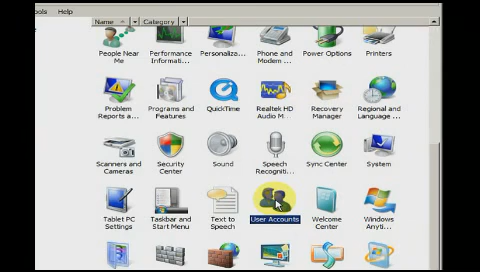 ools Help
Name Category
People Near Me
Performance Informati...
Personaliza...
Phone and Modem ...
Power Options
Printers
Problem Reports a...
Programs and Features
QuickTime
Realtek HD Audio M...
Recovery Manager
Regional and Language ...
Scanners and Cameras
Security Center
Sound
Speech Recogniti...
Sync Center
System
Tablet PC Settings
Taskbar and Start Menu
Text to Speech
User Accounts
Welcome Center
Windows Anyti...